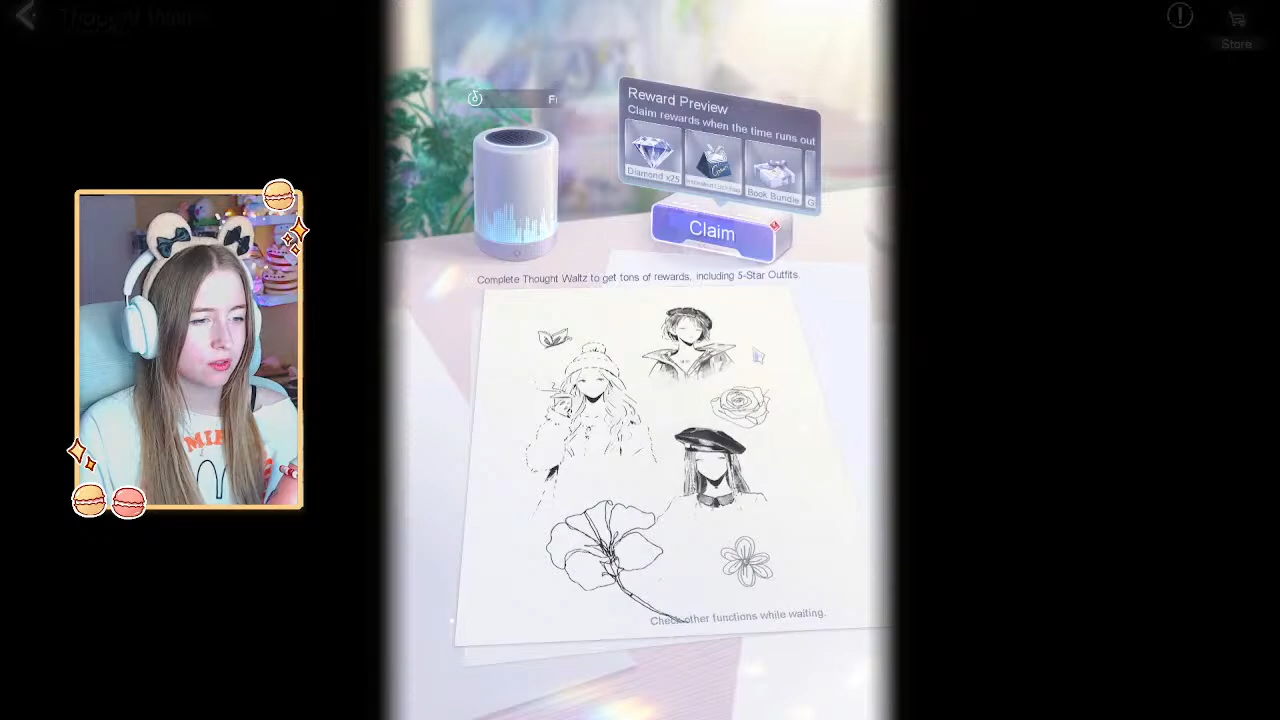 Store
Reward Preview
Claim rewards when the time runs out
Diamond x25
Book Bundle
G
Claim
Complete Thought Waltz to get tons of rewards, including 5-Star Outfits.
Check other functions while waiting.